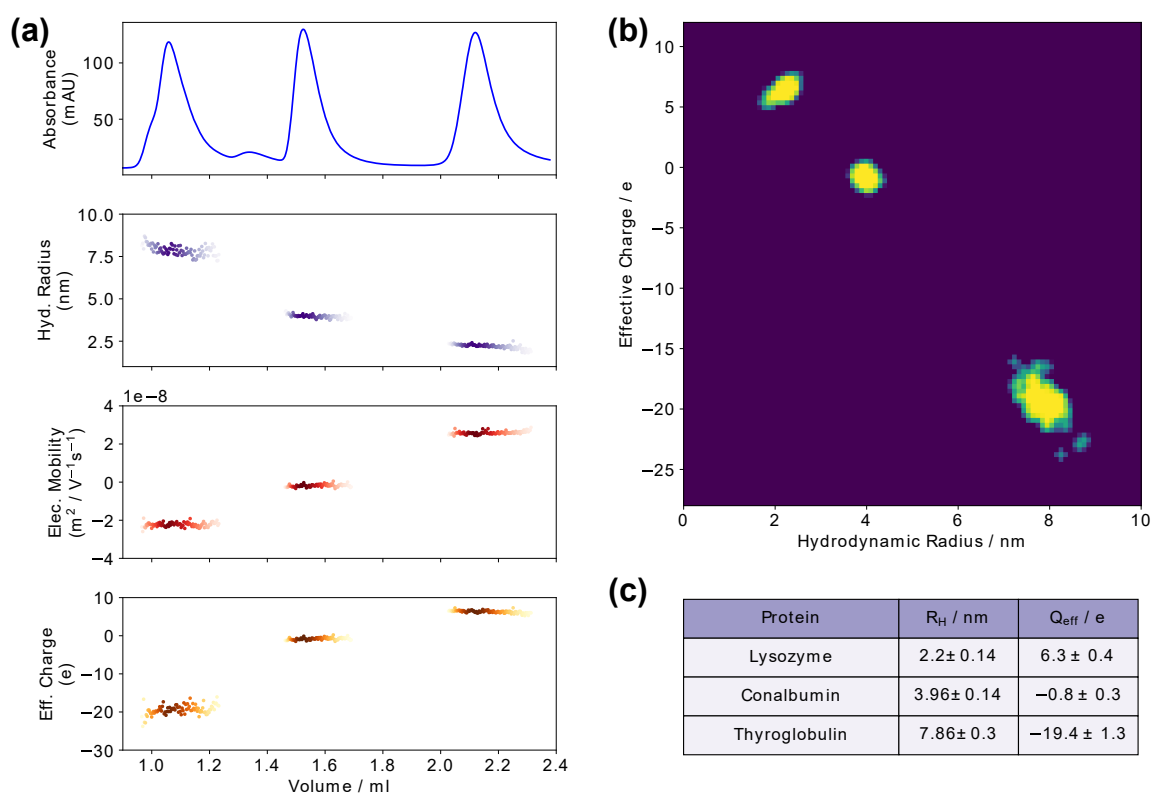 (a)
Absorbance
(mAU)
100
50
Hyd. Radius
(nm)
10.0
7.5
5.0
2.5
1e−8
Elec. Mobility
(m² / V⁻¹s⁻¹)
4
2
0
−2
−4
Eff. Charge
(e)
10
0
−10
−20
−30
1.0 1.2 1.4 1.6 1.8 2.0 2.2 2.4
Volume / ml
(b)
Effective Charge / e
10
5
0
−5
−10
−15
−20
−25
0 2 4 6 8 10
Hydrodynamic Radius / nm
(c)
Protein R_H / nm Q_eff / e
Lysozyme 2.2± 0.14 6.3 ± 0.4
Conalbumin 3.96± 0.14 −0.8 ± 0.3
Thyroglobulin 7.86± 0.3 −19.4 ± 1.3